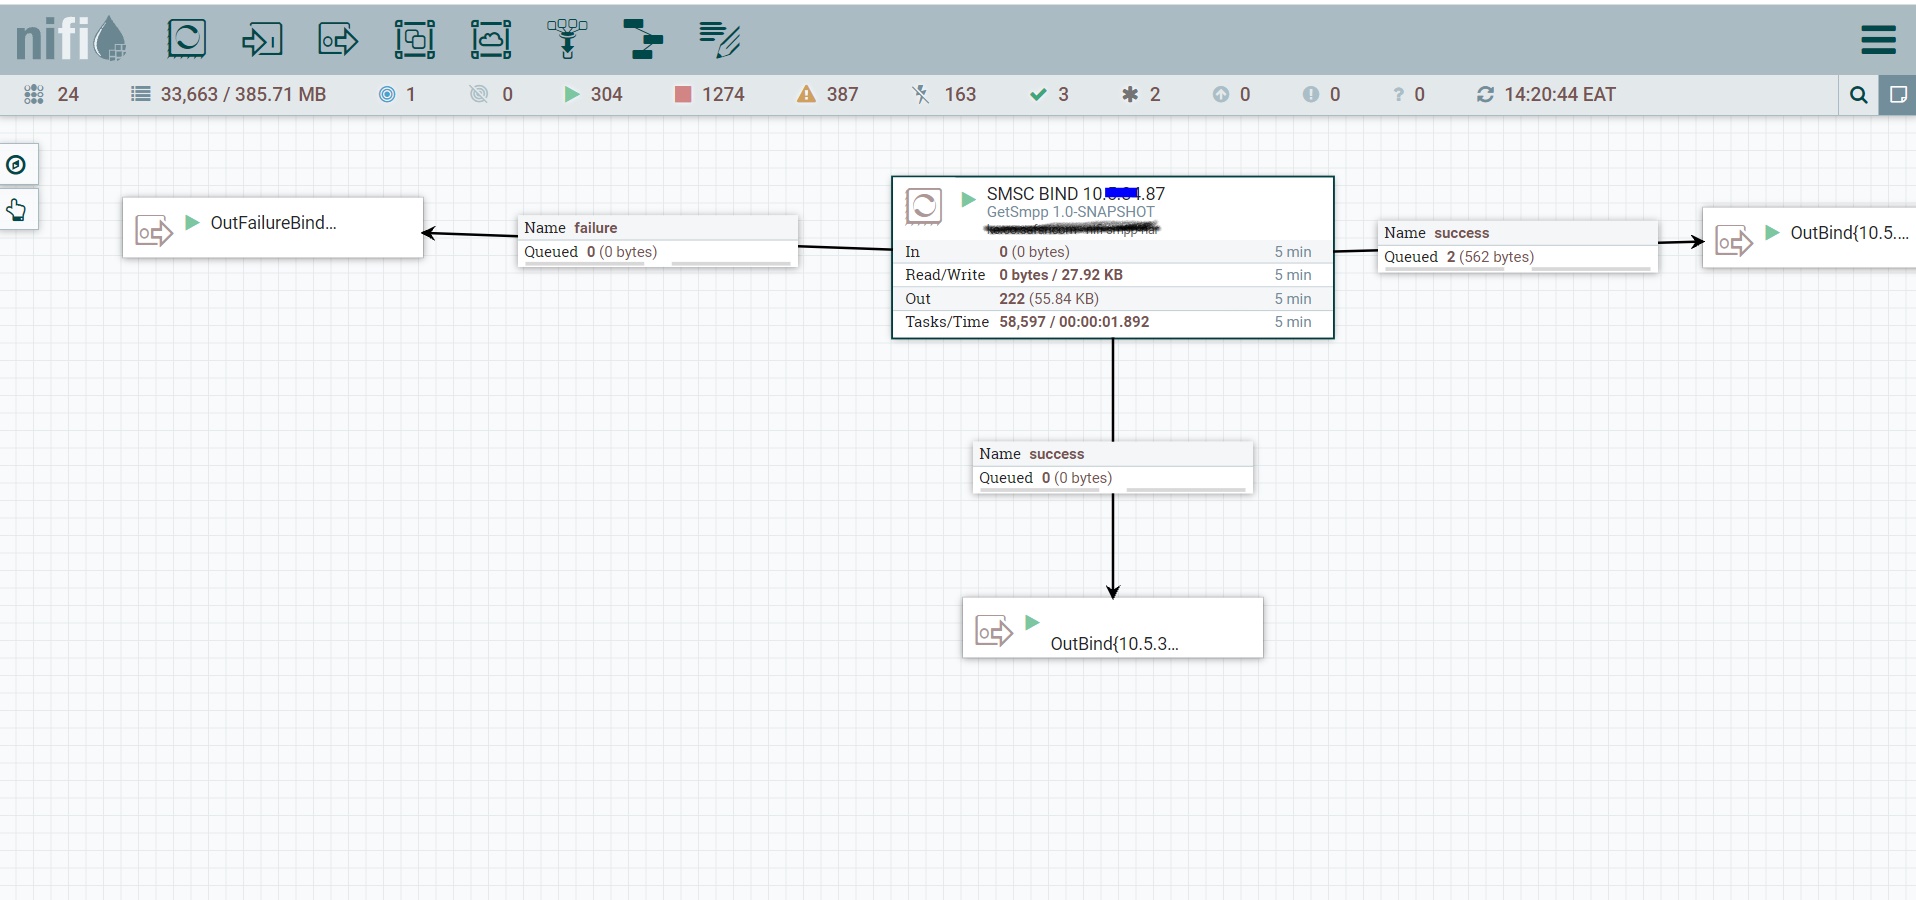 nifi
24 33,663 / 385.71 MB 1 0 304 1274 387 163 3 2 0 0 ? 0 14:20:44 EAT
OutFailureBind...
Name failure
Queued 0 (0 bytes)
SMSC BIND 10. .87
GetSmpp 1.0-SNAPSHOT
In 0 (0 bytes) 5 min
Read/Write 0 bytes / 27.92 KB 5 min
Out 222 (55.84 KB) 5 min
Tasks/Time 58,597 / 00:00:01.892 5 min
Name success
Queued 2 (562 bytes)
OutBind{10.5....
Name success
Queued 0 (0 bytes)
OutBind{10.5.3...